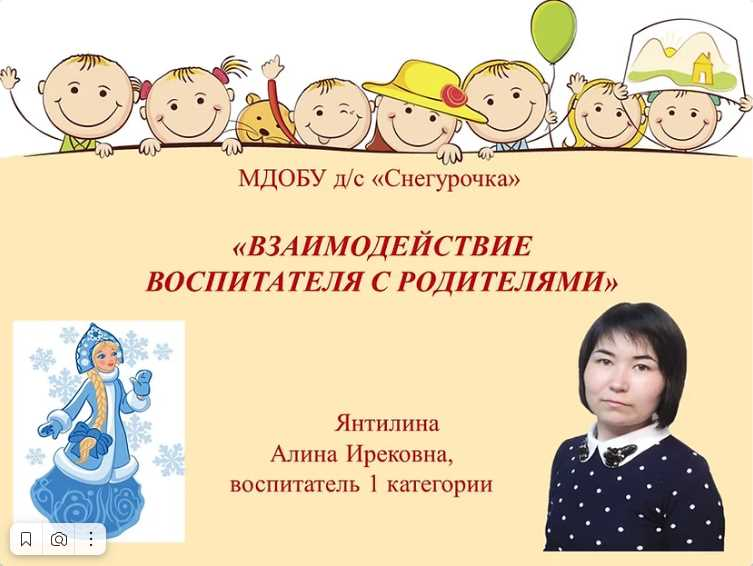 МДОБУ д/с «Снегурочка»
«ВЗАИМОДЕЙСТВИЕ
ВОСПИТАТЕЛЯ С РОДИТЕЛЯМИ»
Янтилина
Алина Ирековна,
воспитатель 1 категории